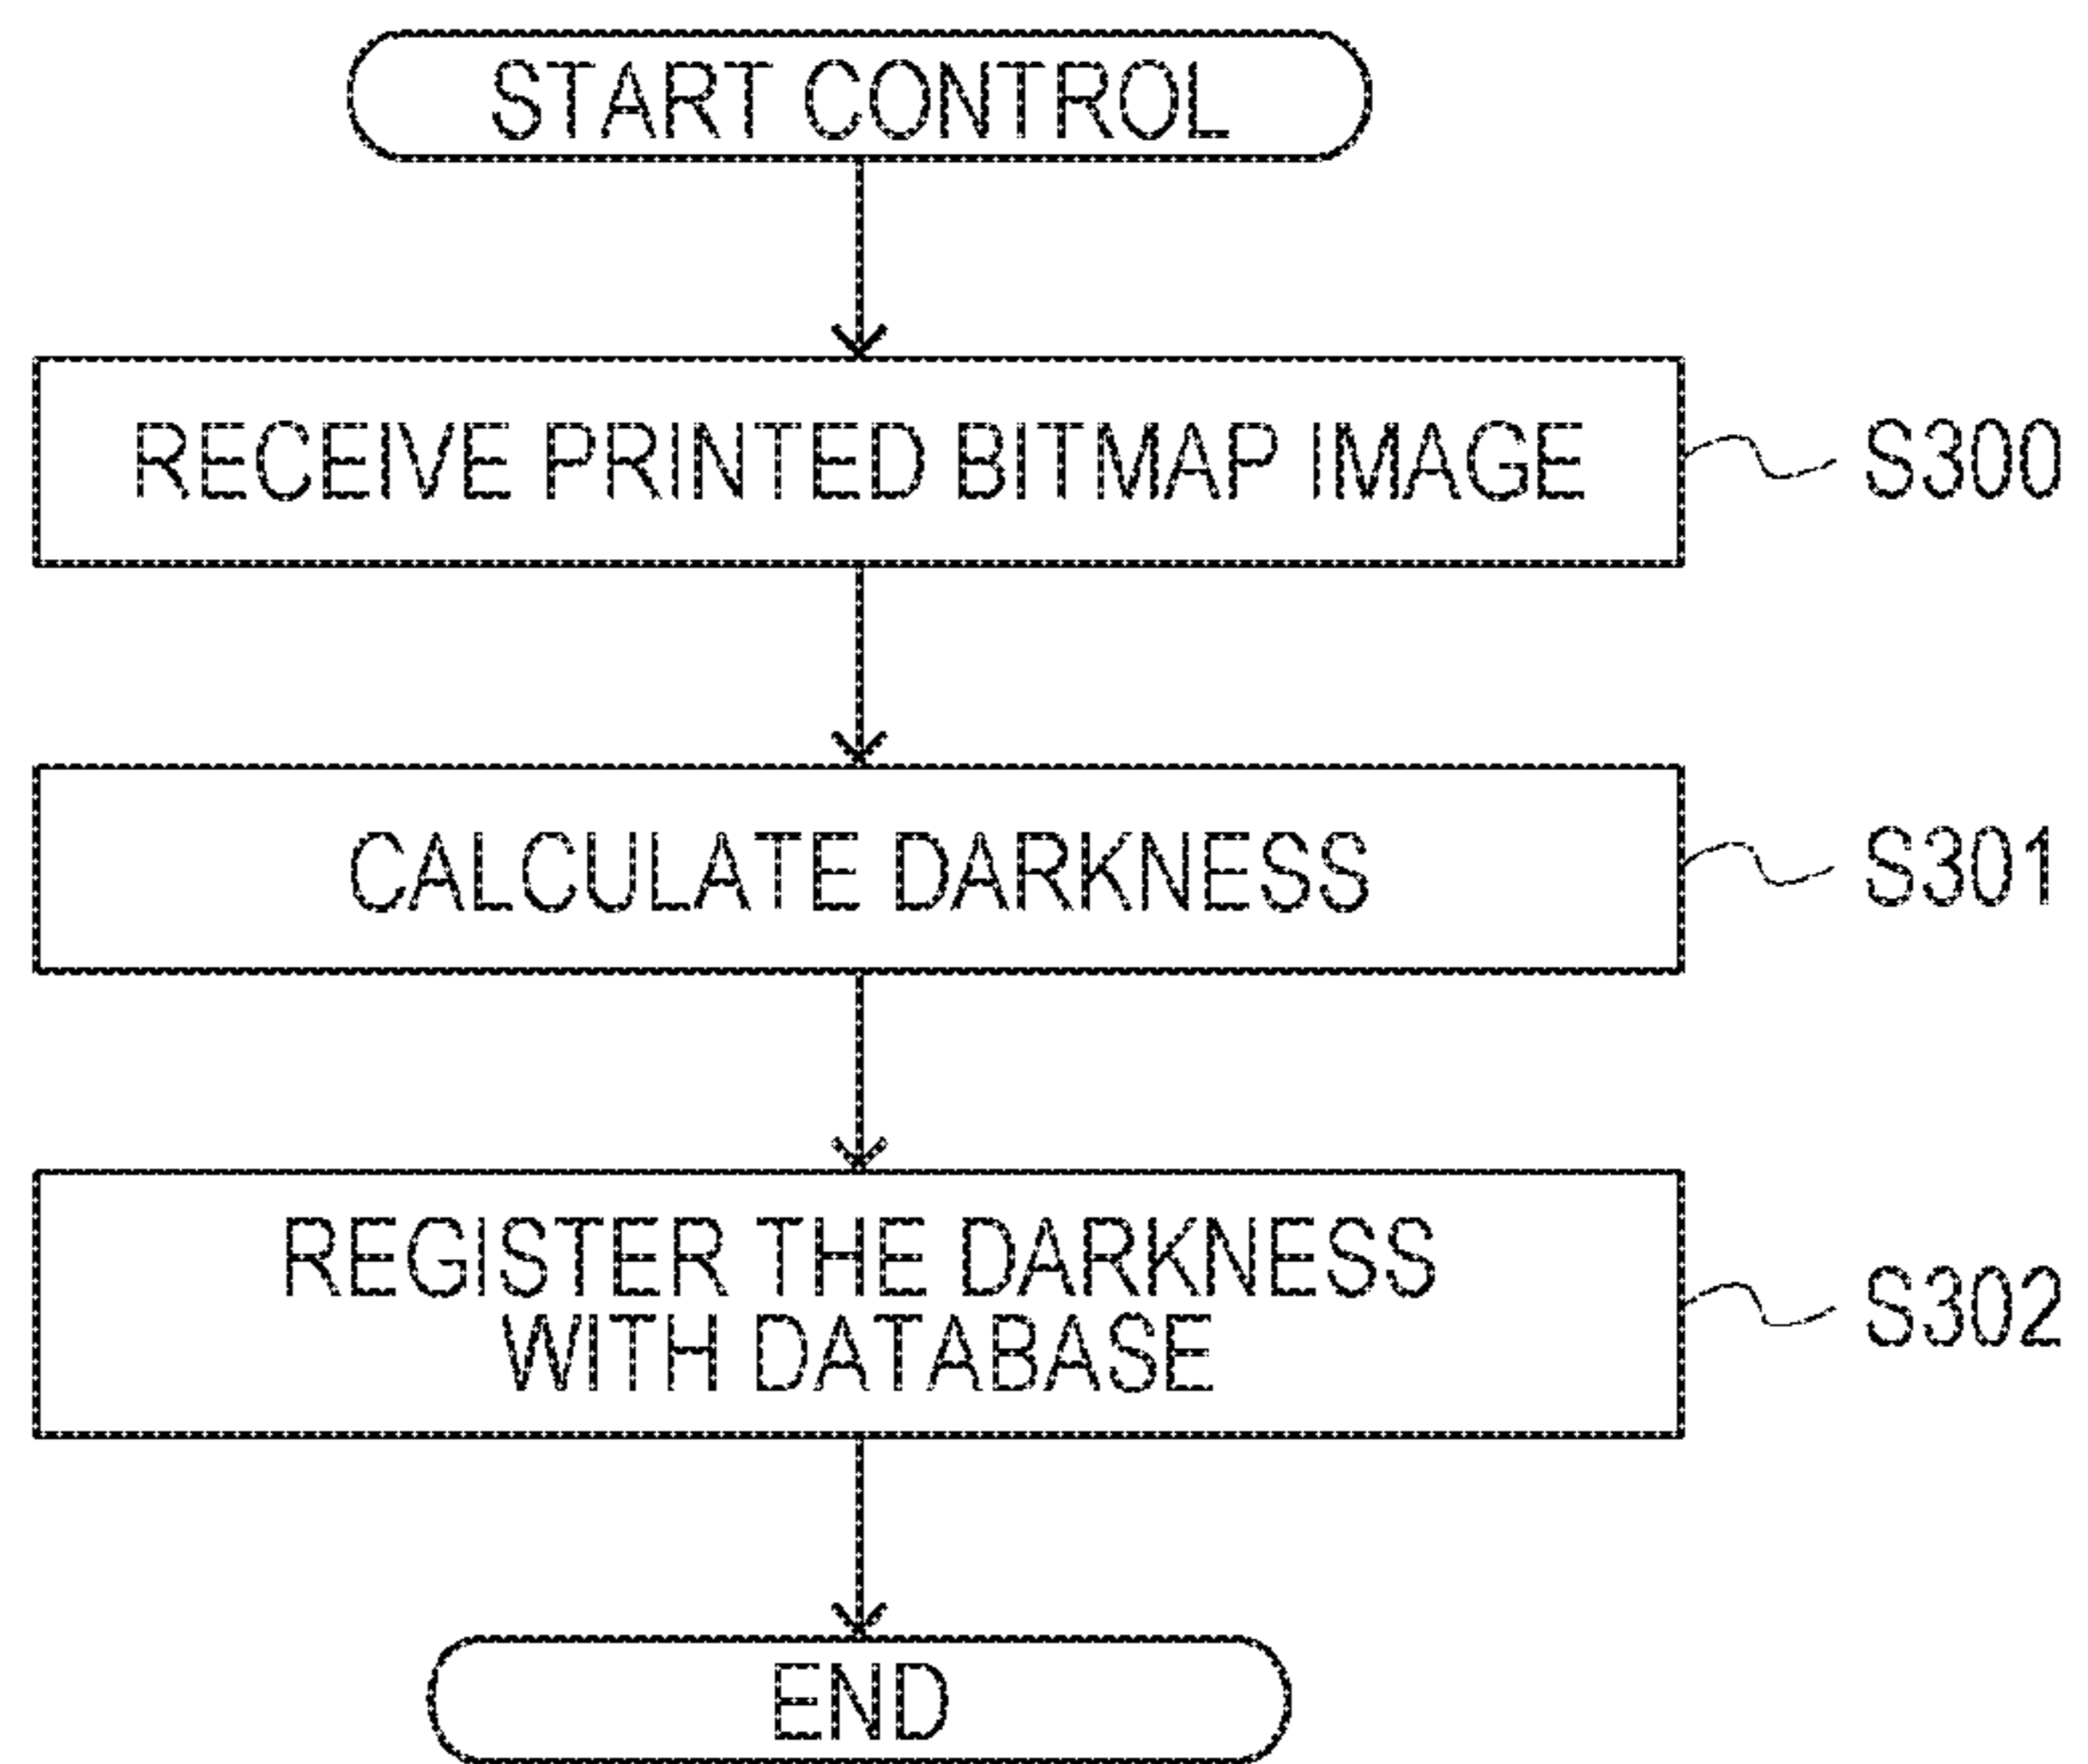 START CONTROL
RECEIVE PRINTED BITMAP IMAGE
S300
CALCULATE DARKNESS
S301
REGISTER THE DARKNESS
WITH DATABASE
S302
END